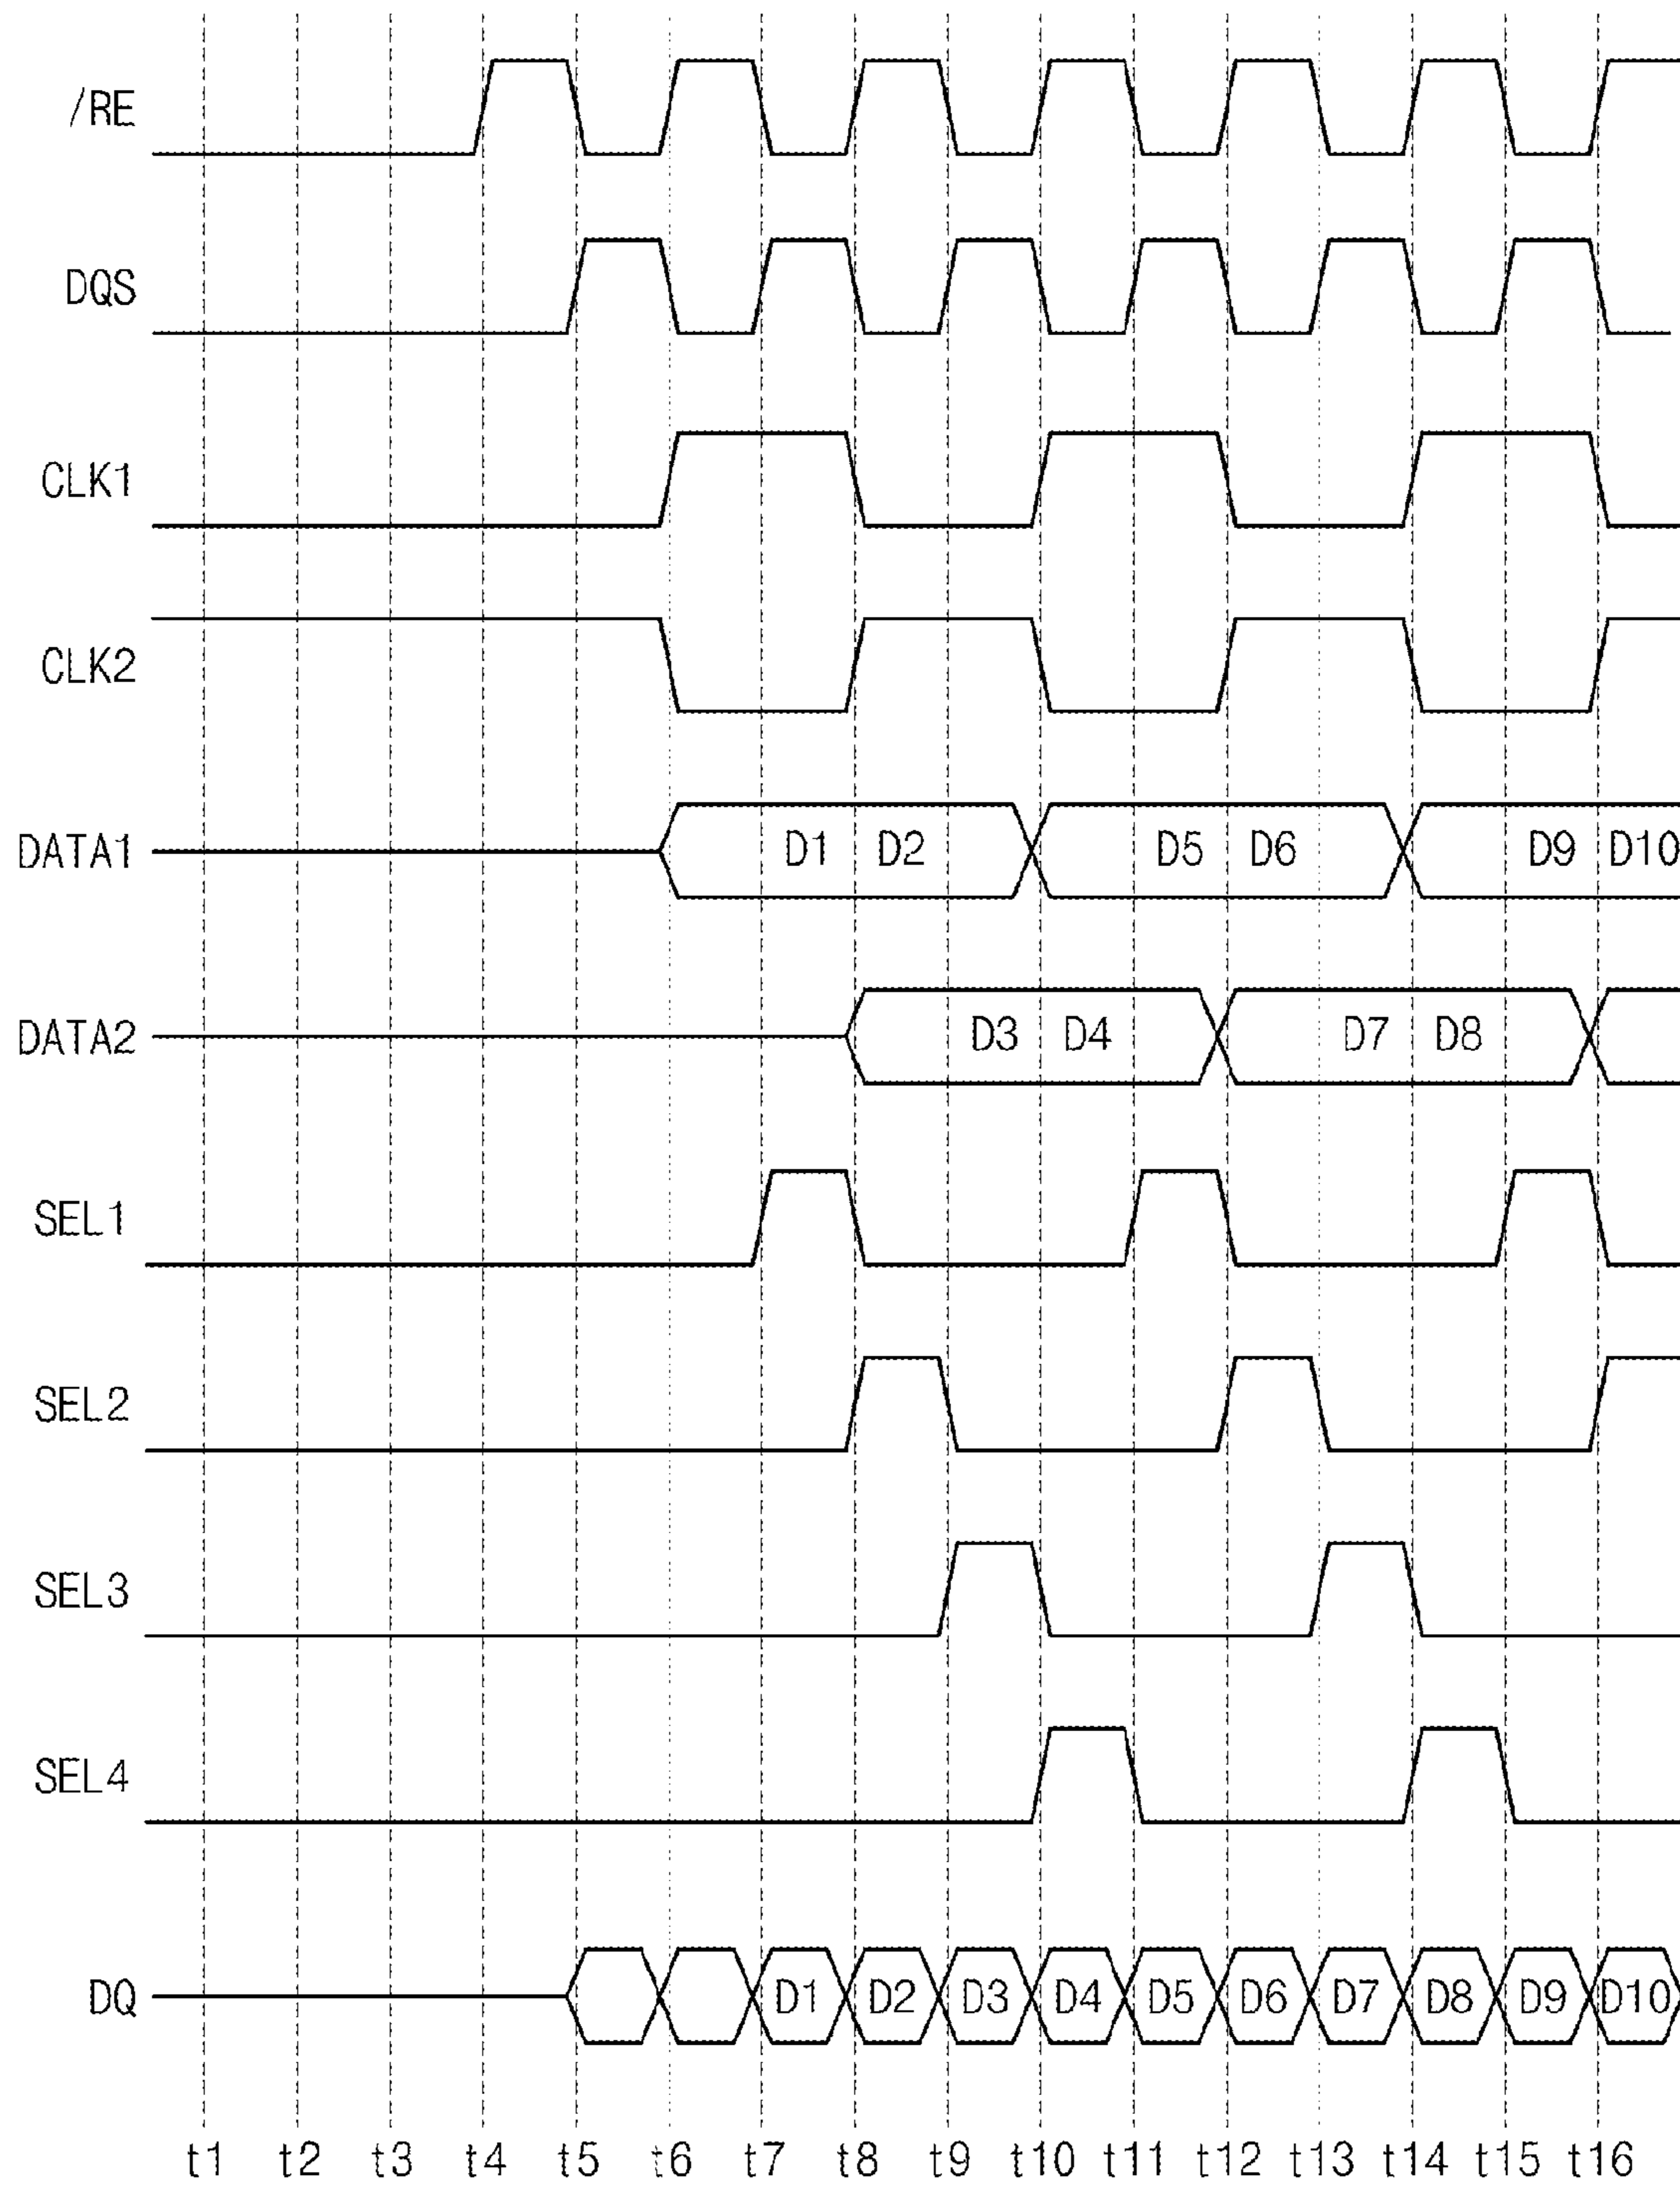 /RE
DQS
CLK1
CLK2
DATA1 D1 D2 D5 D6 D9 D10
DATA2 D3 D4 D7 D8
SEL1
SEL2
SEL3
SEL4
DQ D1 D2 D3 D4 D5 D6 D7 D8 D9 D10
t1 t2 t3 t4 t5 t6 t7 t8 t9 t10 t11 t12 t13 t14 t15 t16